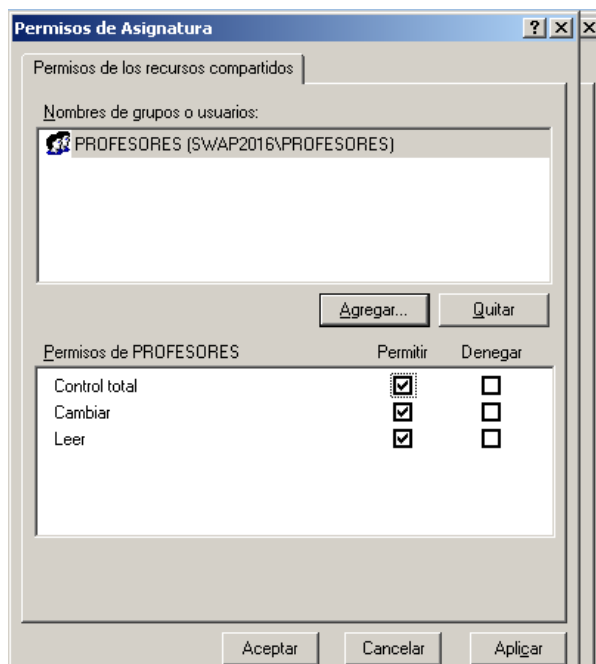 Permisos de Asignatura
Permisos de los recursos compartidos
Nombres de grupos o usuarios:
PROFESORES (SWAP2016\PROFESORES)
Agregar... Quitar
Permisos de PROFESORES Permitir Denegar
Control total
Cambiar
Leer
Aceptar Cancelar Aplicar